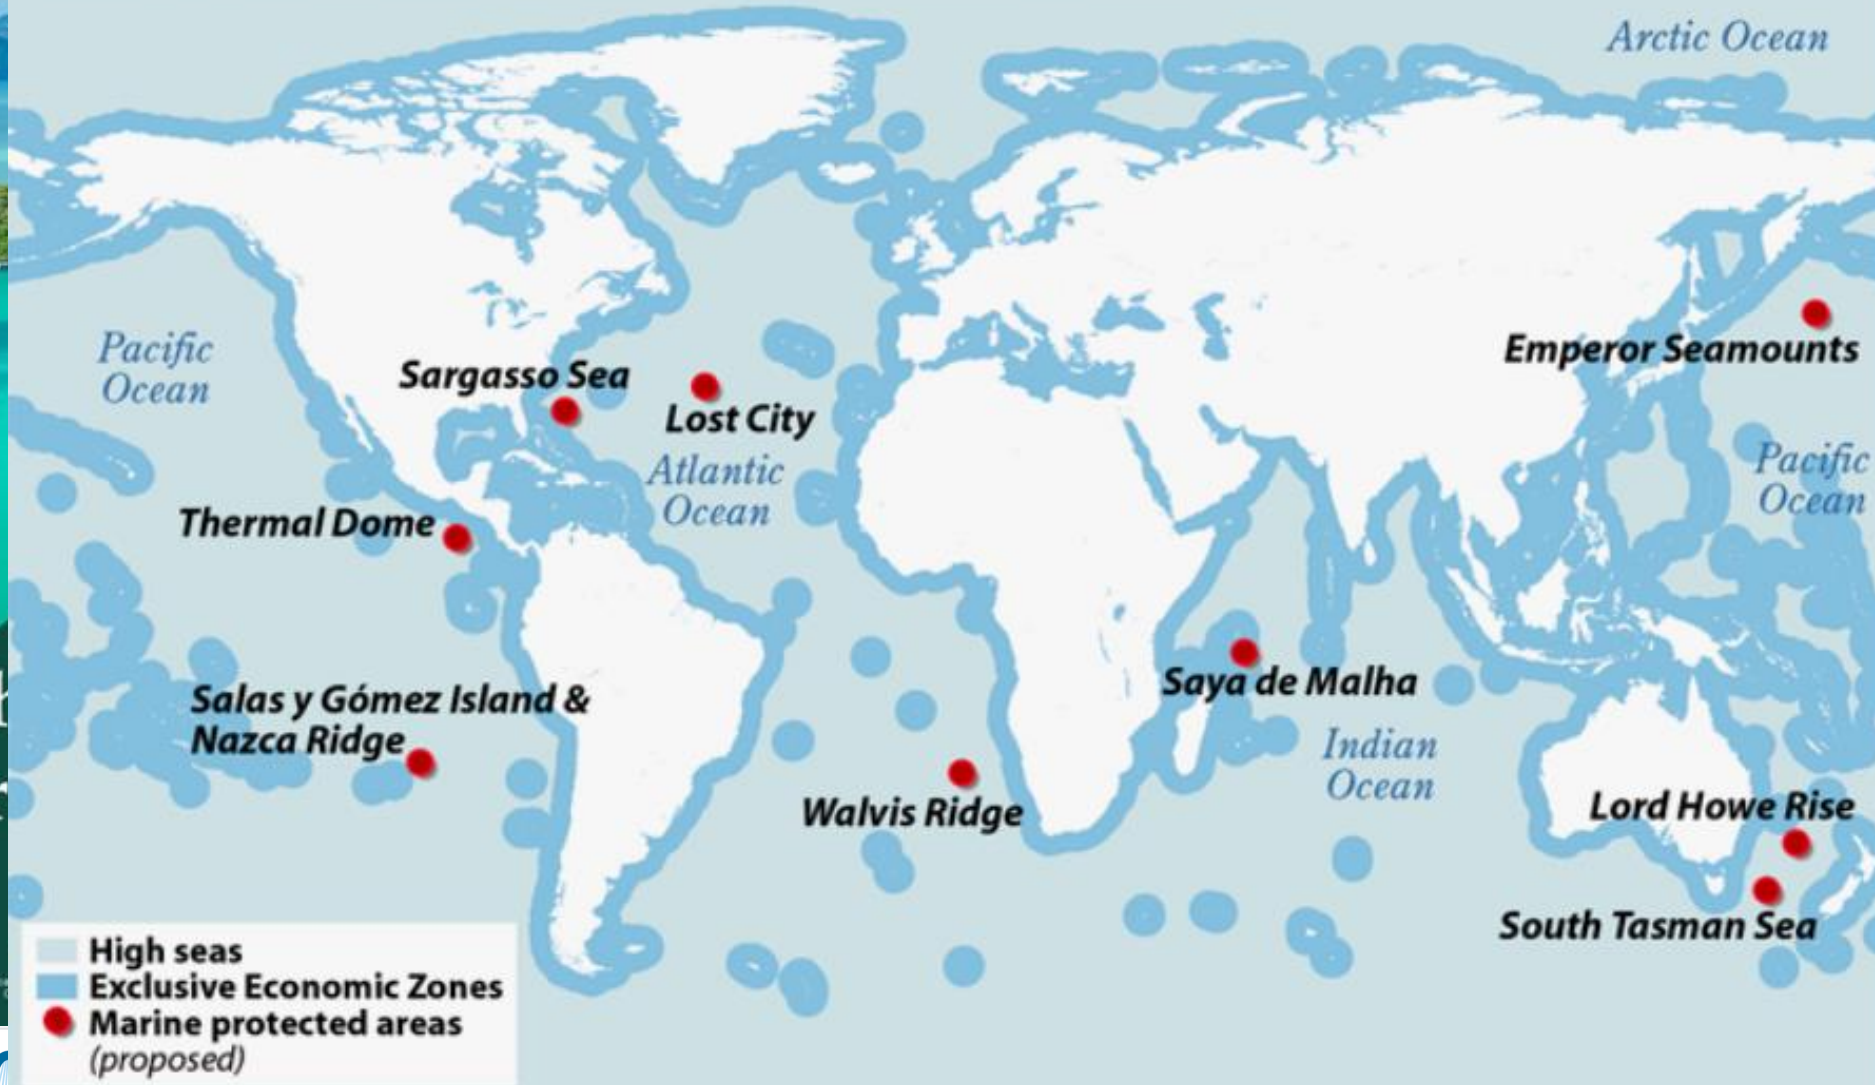 Arctic Ocean
Pacific
Ocean
Sargasso Sea
Lost City
Atlantic
Ocean
Emperor Seamounts
Pacific
Ocean
Thermal Dome
Salas y Gómez Island &
Nazca Ridge
Saya de Malha
Indian
Ocean
Walvis Ridge
Lord Howe Rise
South Tasman Sea
High seas
Exclusive Economic Zones
Marine protected areas
(proposed)